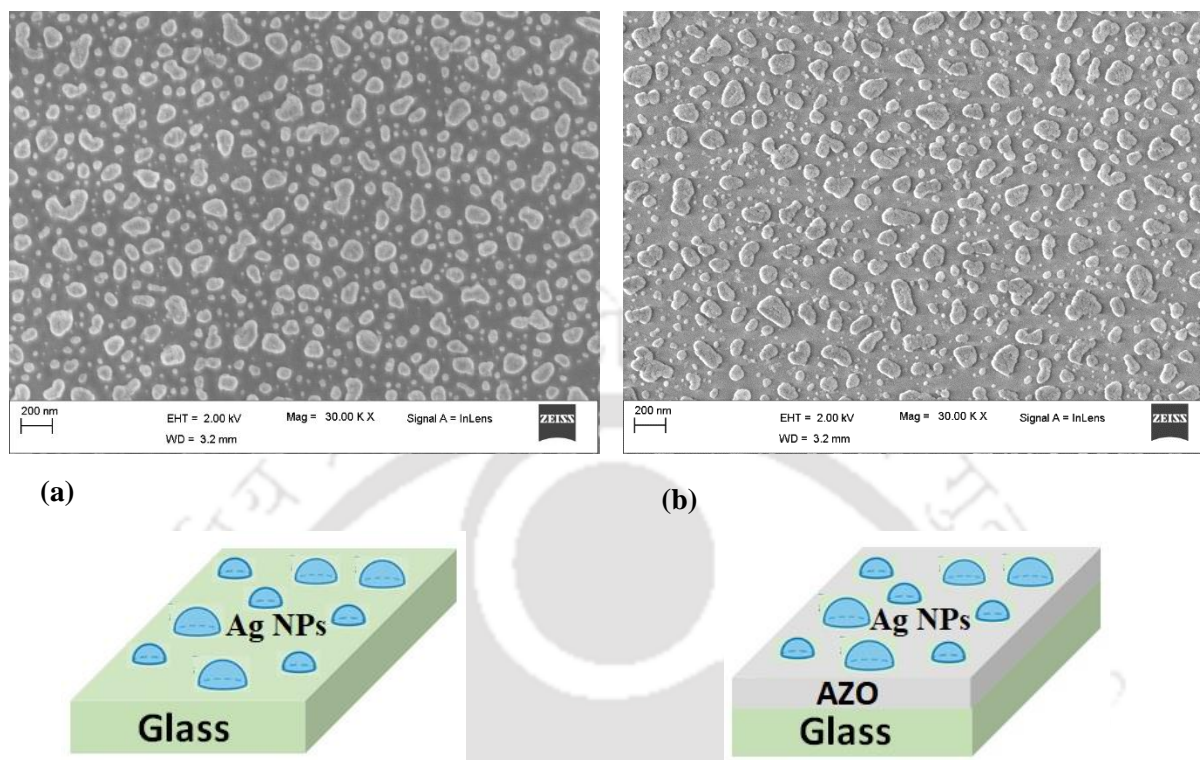 200 nm
EHT = 2.00 kV Mag = 30.00 K X Signal A = InLens
ZEISS
WD = 3.2 mm
200 nm
EHT = 2.00 kV Mag = 30.00 K X Signal A = InLens
ZEISS
WD = 3.2 mm
(a)
(b)
Ag NPs
Glass
Ag NPs
AZO
Glass